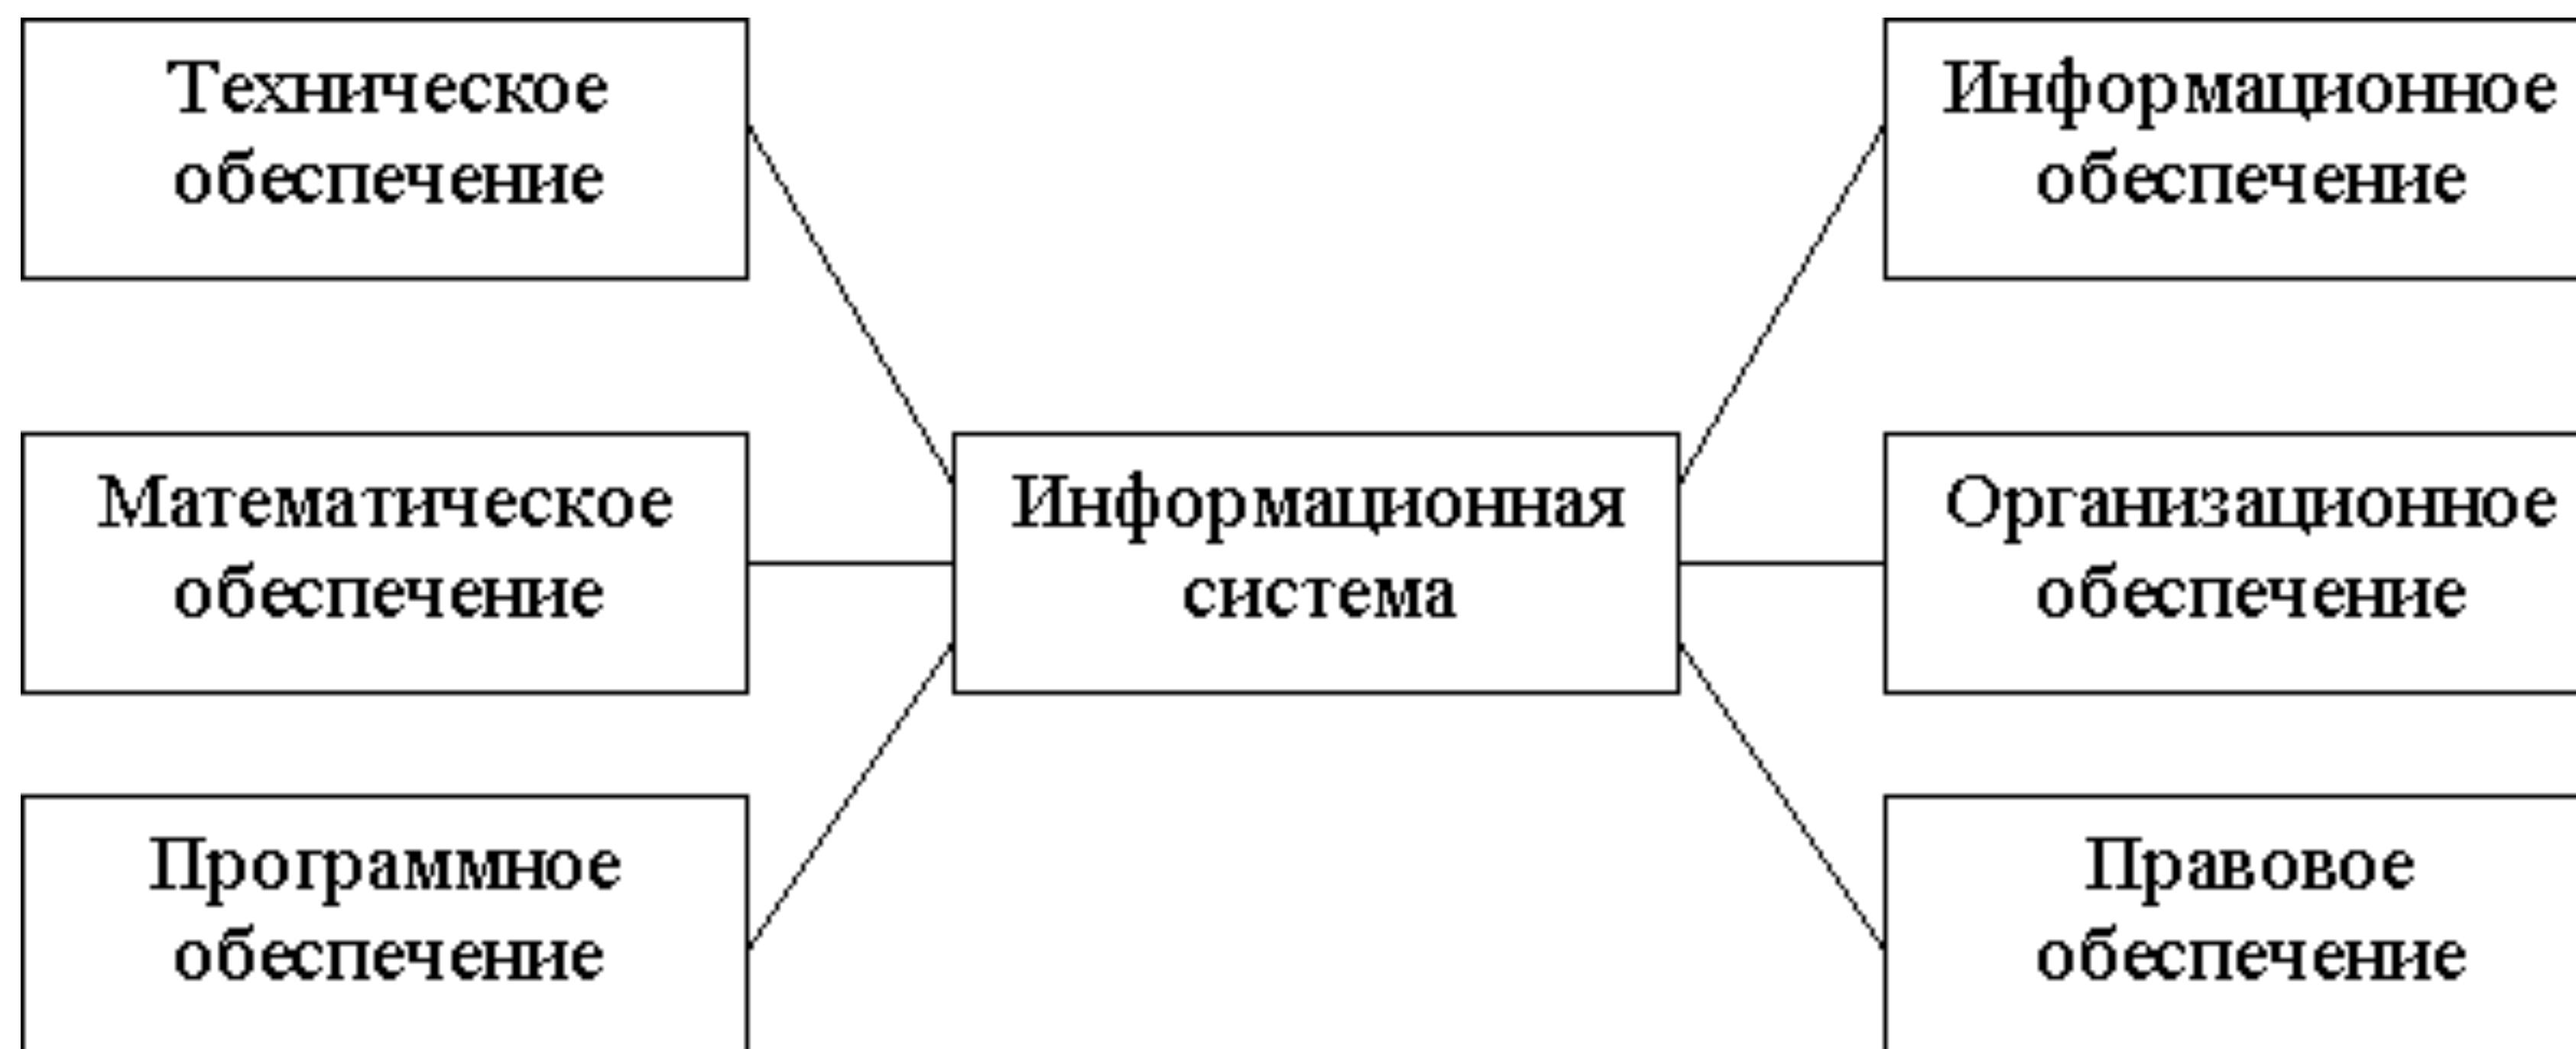 Техническое
обеспечение
Информационное
обеспечение
Математическое
обеспечение
Информационная
система
Организационное
обеспечение
Программное
обеспечение
Правовое
обеспечение